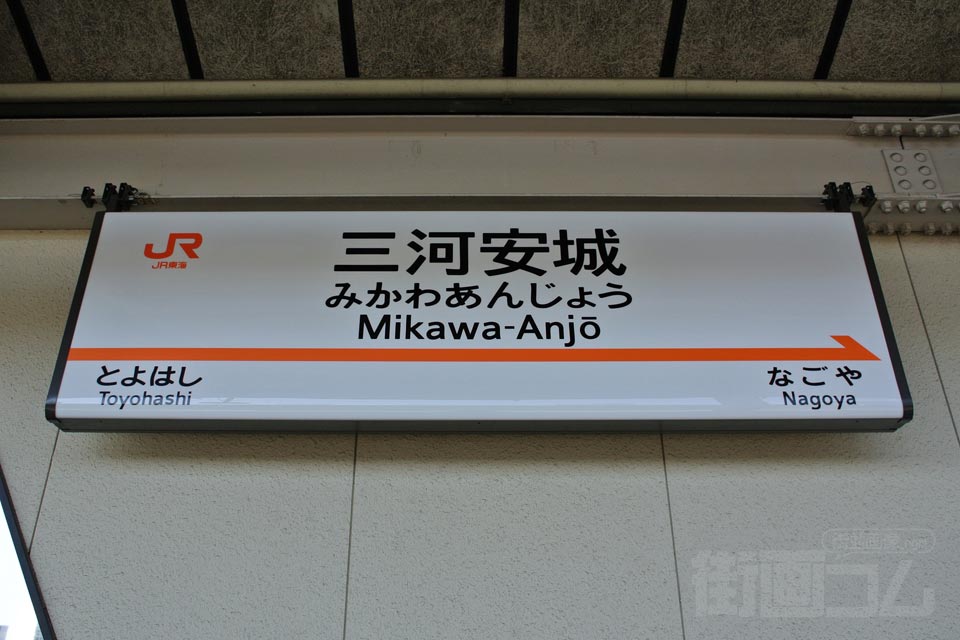 JR
JR東海
三河安城
みかわあんじょう
Mikawa-Anjō
とよはし
Toyohashi
なごや
Nagoya
街画コム